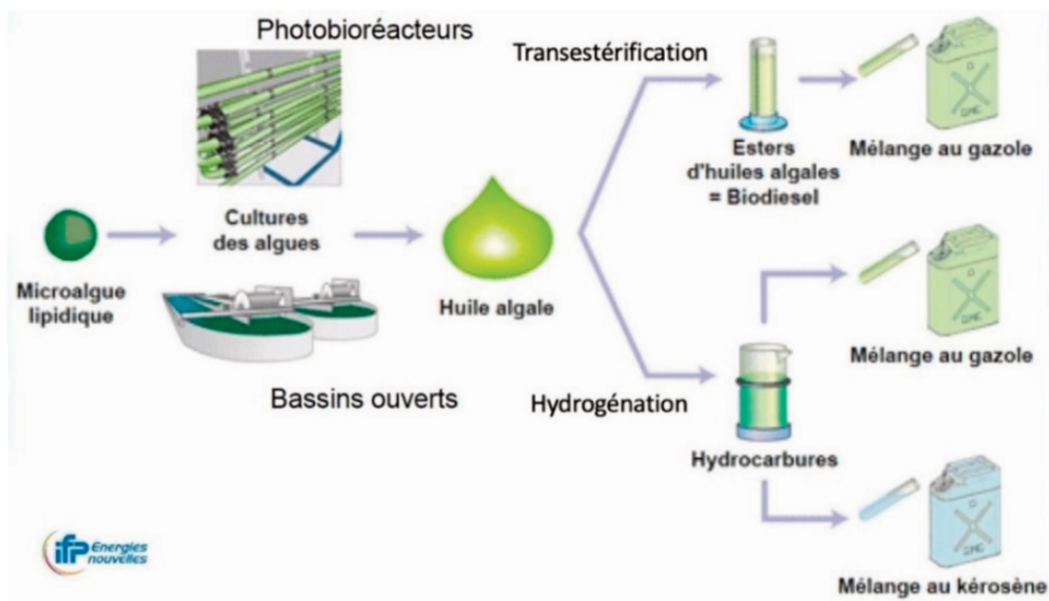 Photobioréacteurs
Transestérification
Esters
d'huiles algales
= Biodiesel
Mélange au gazole
Cultures
des algues
Microalgue
lipidique
Huile algale
Mélange au gazole
Bassins ouverts
Hydrogénation
Hydrocarbures
Mélange au kérosène
ifp Energies
nouvelles